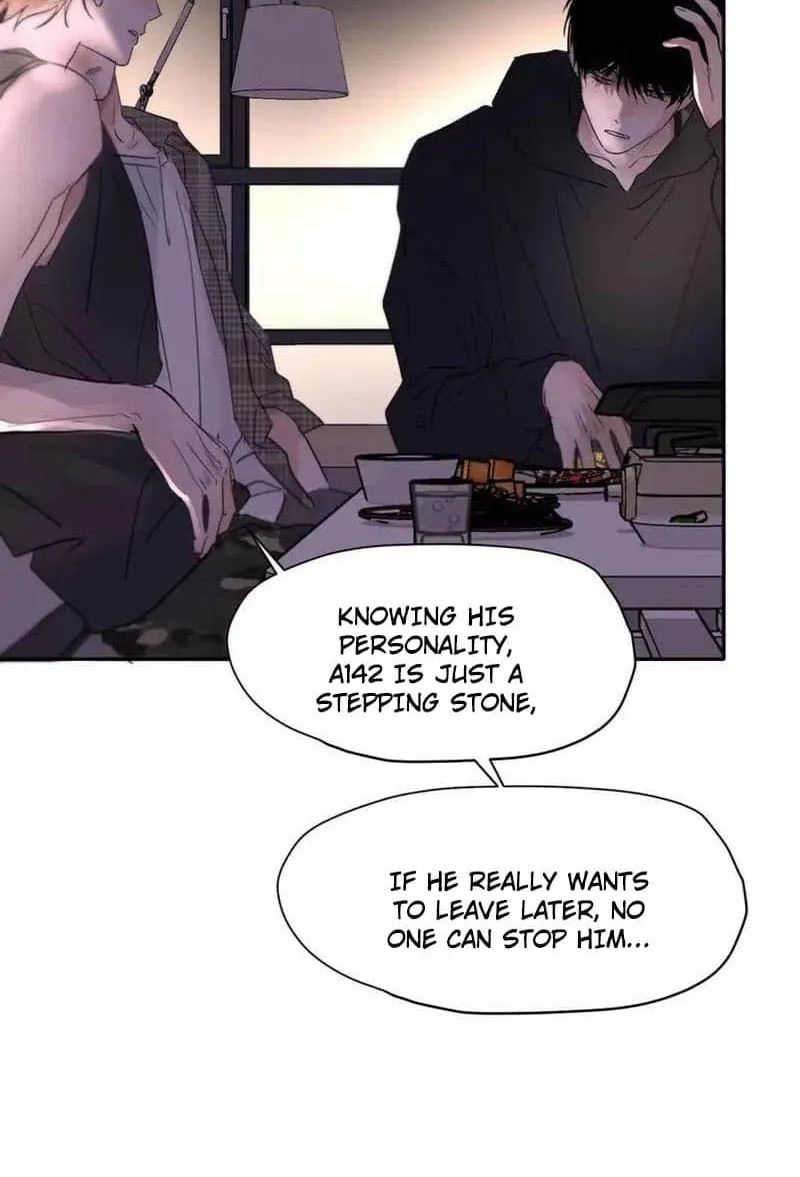 KNOWING HIS
PERSONALITY,
A142 IS JUST A
STEPPING STONE,
IF HE REALLY WANTS
TO LEAVE LATER, NO
ONE CAN STOP HIM...